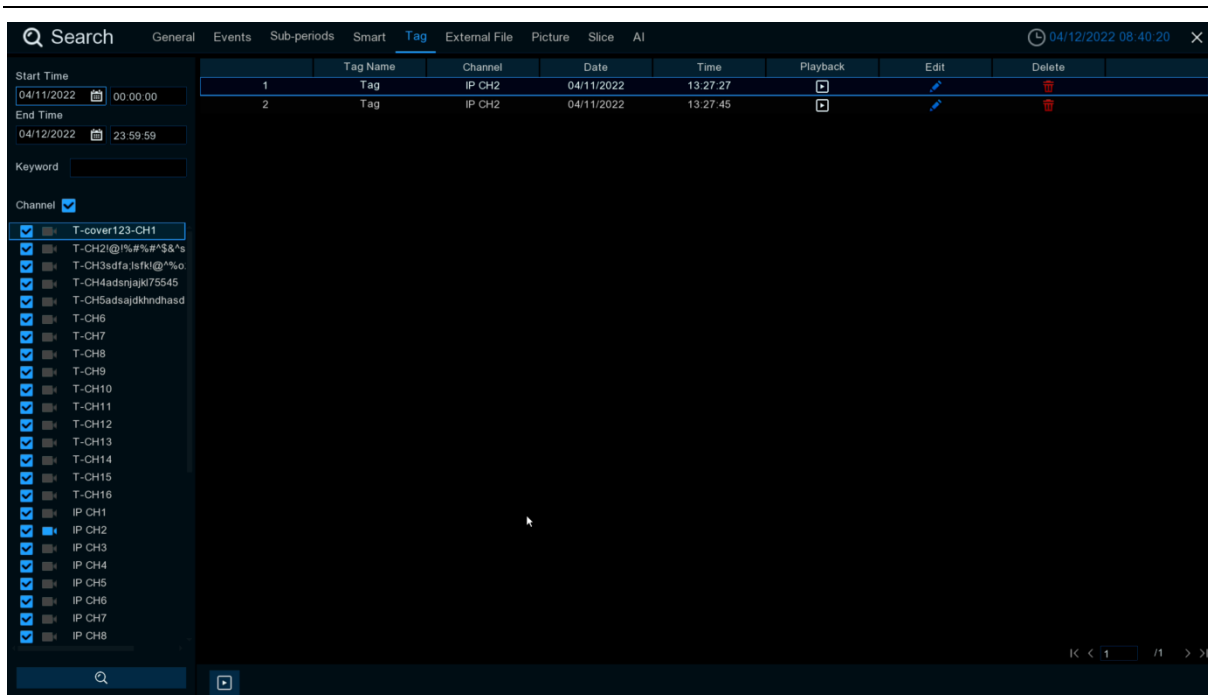 Search General Events Sub-periods Smart Tag External File Picture Slice AI 04/12/2022 08:40:20
Tag Name Channel Date Time Playback Edit Delete
1 Tag IP CH2 04/11/2022 13:27:27
2 Tag IP CH2 04/11/2022 13:27:45
Start Time
04/11/2022 00:00:00
End Time
04/12/2022 23:59:59
Keyword
Channel
T-cover123-CH1
T-CH2!@!%#%#^$&^s
T-CH3sdfa;lsfk!@^%o
T-CH4adsnjajkl75545
T-CH5adsajdkhndhasd
T-CH6
T-CH7
T-CH8
T-CH9
T-CH10
T-CH11
T-CH12
T-CH13
T-CH14
T-CH15
T-CH16
IP CH1
IP CH2
IP CH3
IP CH4
IP CH5
IP CH6
IP CH7
IP CH8
1 /1